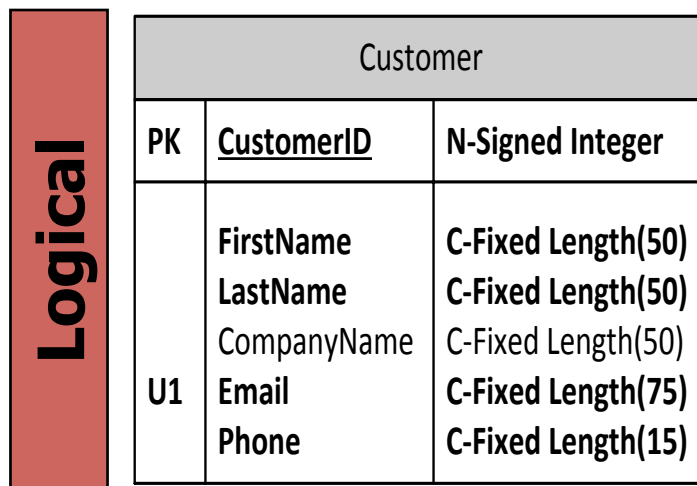 Logical
Customer
PK CustomerID N-Signed Integer
FirstName C-Fixed Length(50)
LastName C-Fixed Length(50)
CompanyName C-Fixed Length(50)
U1 Email C-Fixed Length(75)
Phone C-Fixed Length(15)